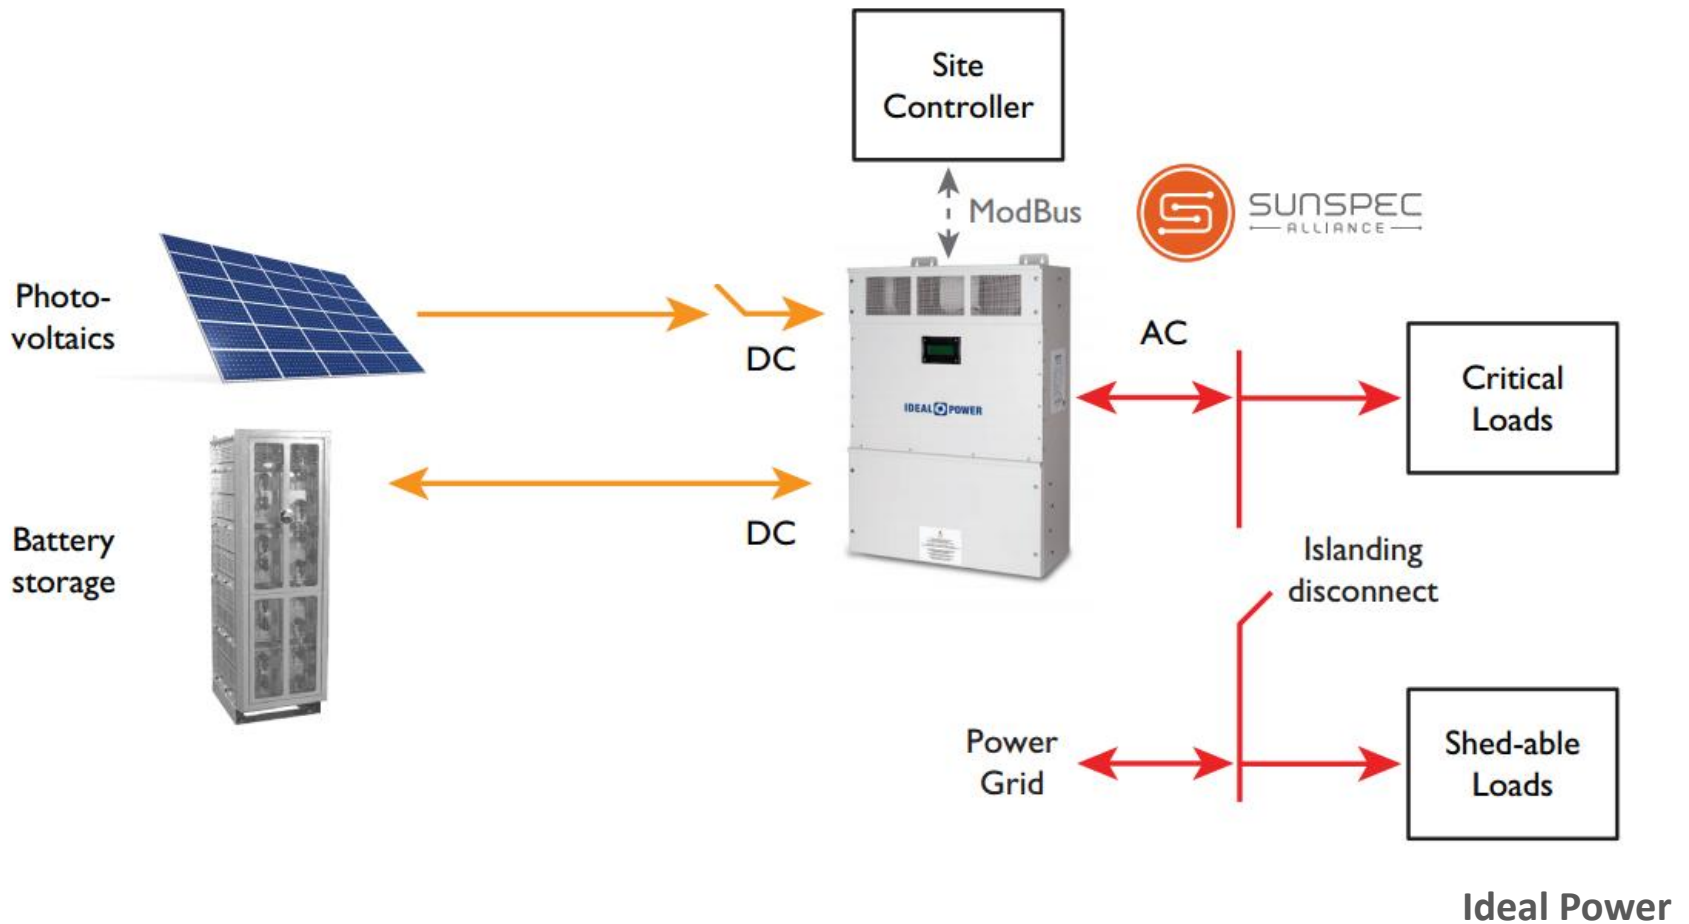 Site
Controller
ModBus
SUNSPEC
ALLIANCE
Photo-
voltaics
DC
AC
IDEAL POWER
Critical
Loads
Battery
storage
DC
Islanding
disconnect
Power
Grid
Shed-able
Loads
Ideal Power